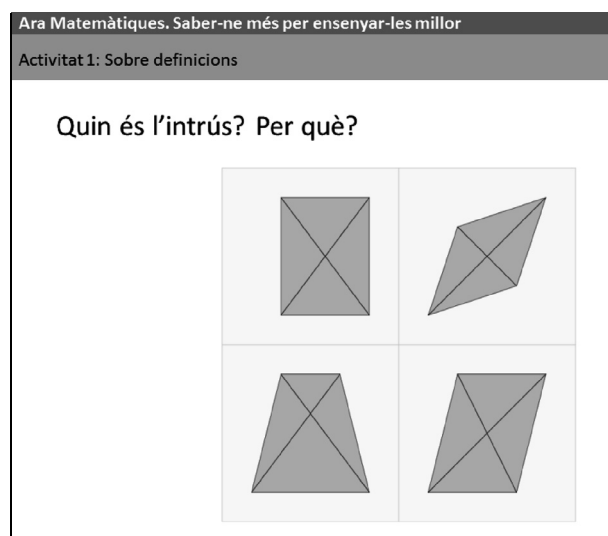 Ara Matemàtiques. Saber-ne més per ensenyar-les millor
Activitat 1: Sobre definicions
Quin és l'intrús? Per què?